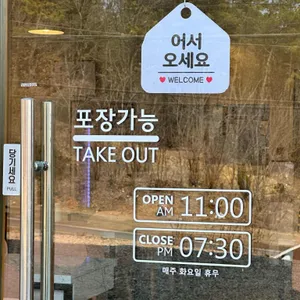 어서
오세요
♥ WELCOME ♥
포장가능
TAKE OUT
당기세요
PULL
OPEN AM 11:00
CLOSE PM 07:30
매주 화요일 휴무